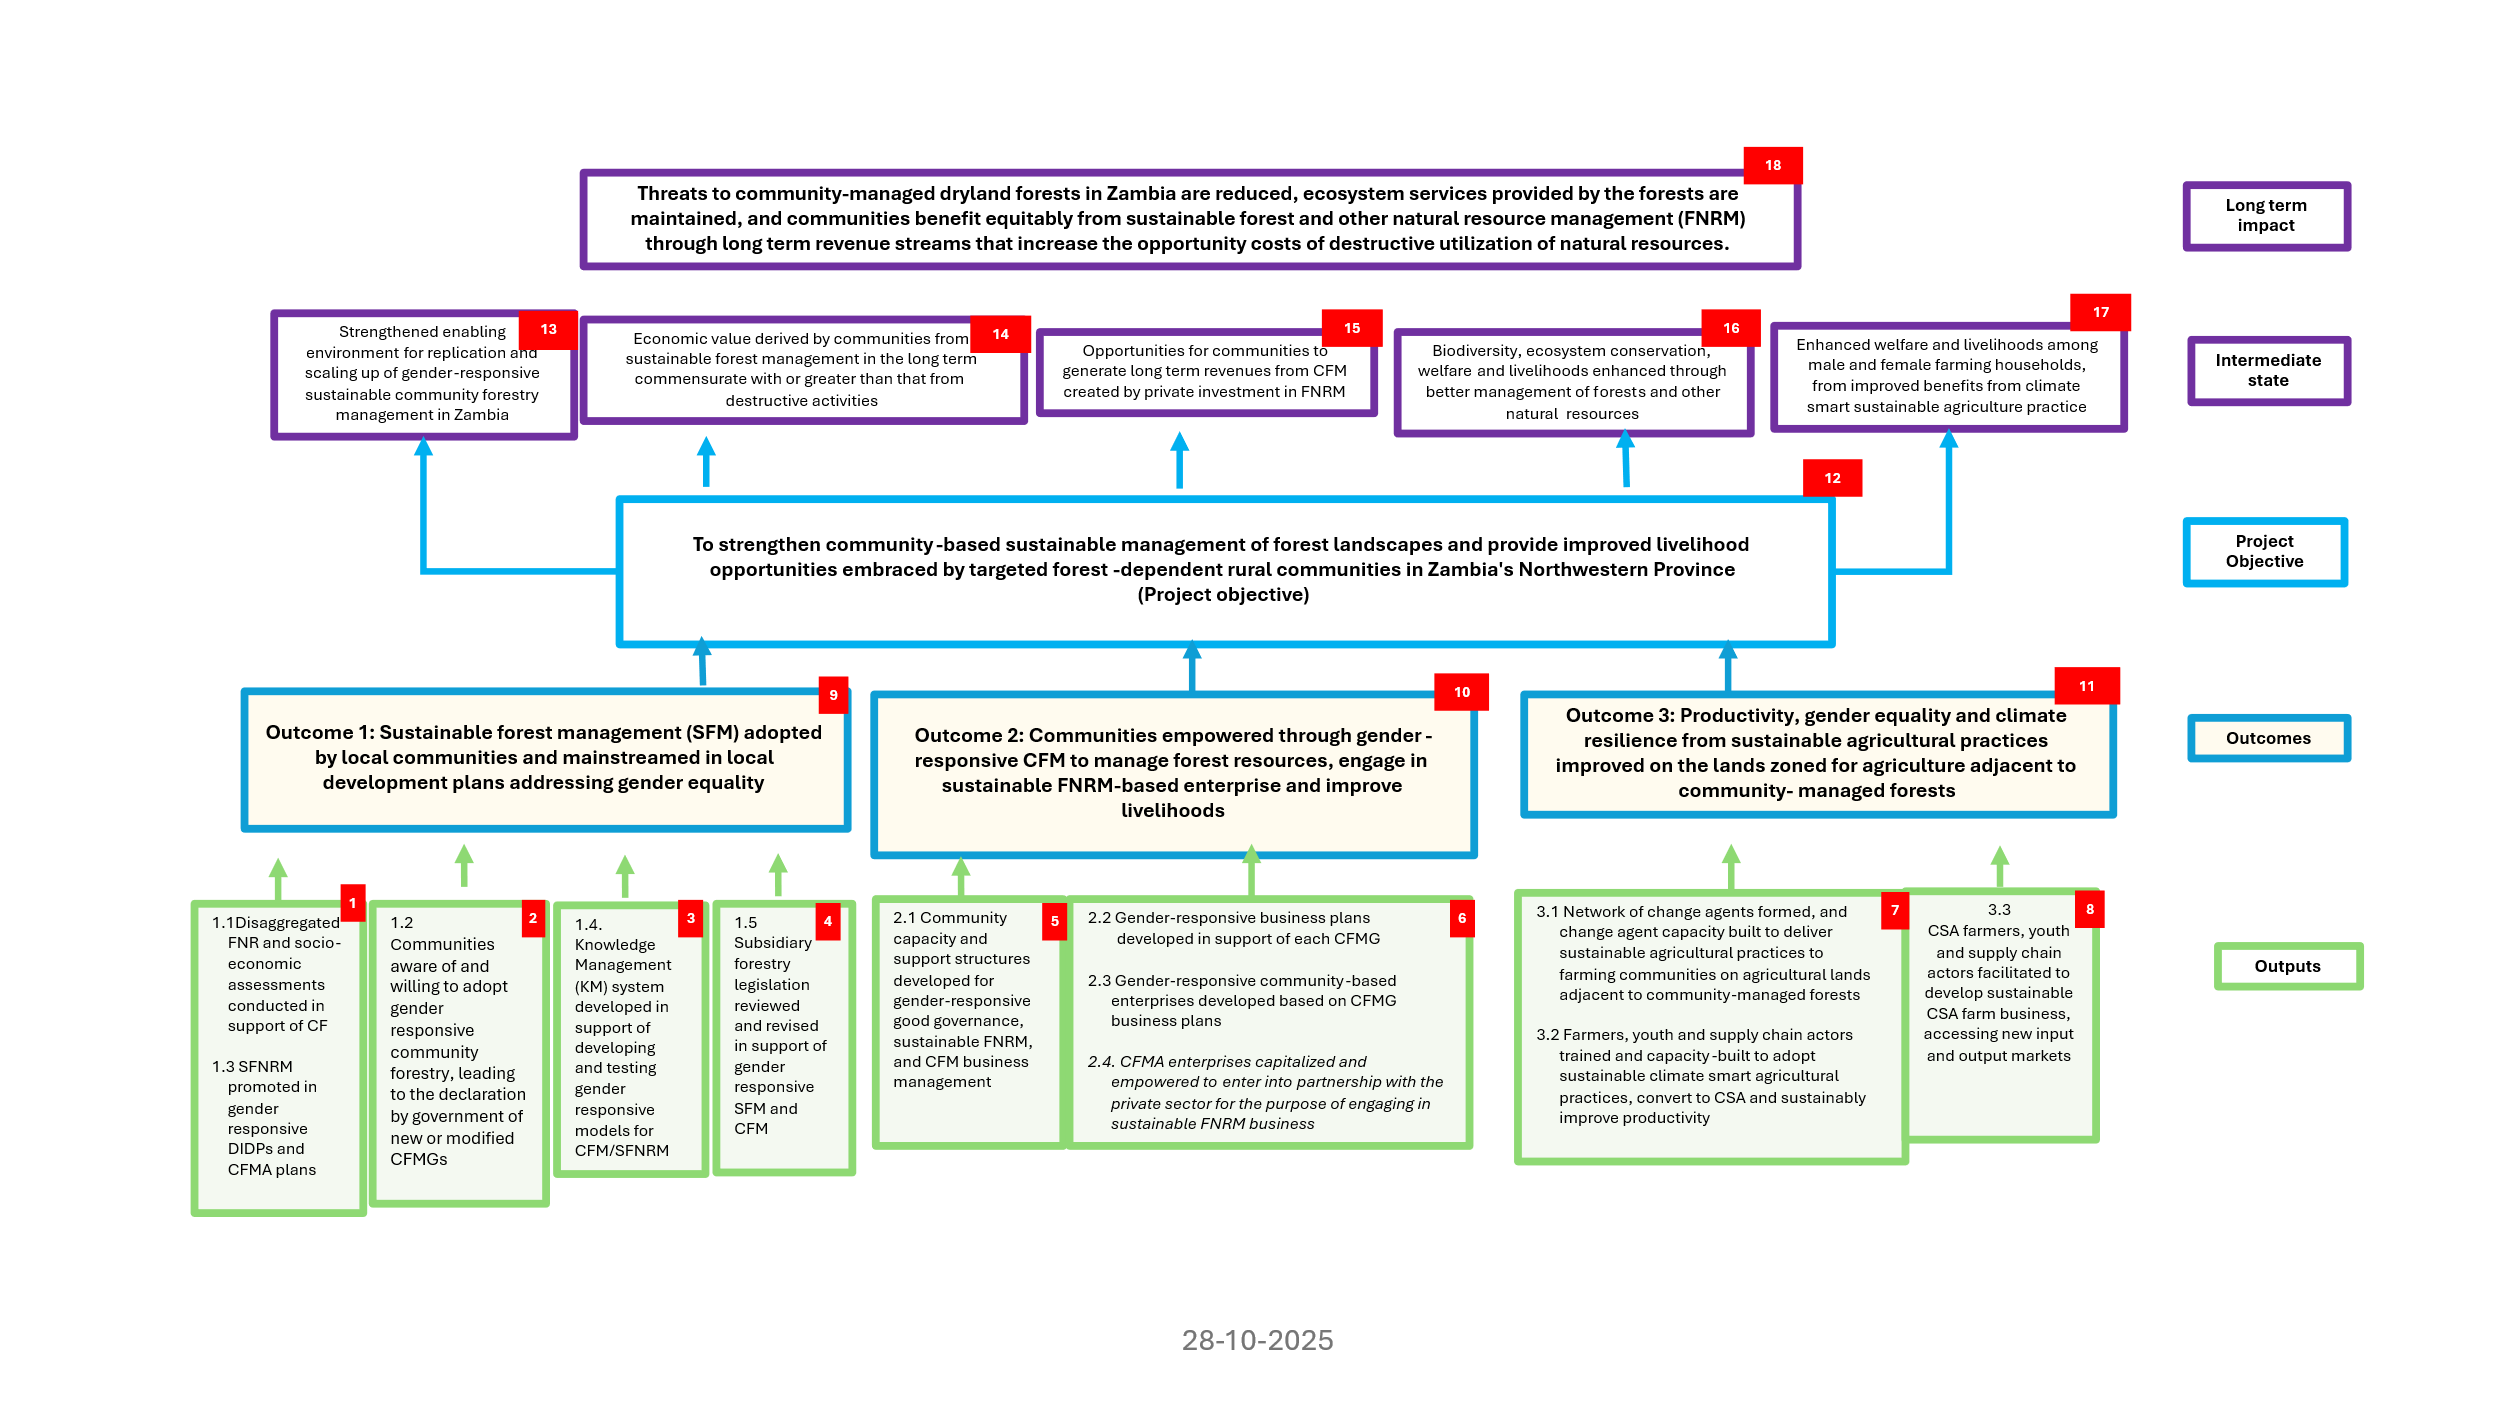 18
Threats to community-managed dryland forests in Zambia are reduced, ecosystem services provided by the forests are
maintained, and communities benefit equitably from sustainable forest and other natural resource management (FNRM)
through long term revenue streams that increase the opportunity costs of destructive utilization of natural resources.
Long term
impact
13
Strengthened enabling
environment for replication and
scaling up of gender-responsive
sustainable community forestry
management in Zambia
14
Economic value derived by communities from
sustainable forest management in the long term
commensurate with or greater than that from
destructive activities
15
Opportunities for communities to
generate long term revenues from CFM
created by private investment in FNRM
16
Biodiversity, ecosystem conservation,
welfare and livelihoods enhanced through
better management of forests and other
natural resources
17
Enhanced welfare and livelihoods among
male and female farming households,
from improved benefits from climate
smart sustainable agriculture practice
Intermediate
state
12
To strengthen community-based sustainable management of forest landscapes and provide improved livelihood
opportunities embraced by targeted forest -dependent rural communities in Zambia's Northwestern Province
(Project objective)
Project
Objective
9
Outcome 1: Sustainable forest management (SFM) adopted
by local communities and mainstreamed in local
development plans addressing gender equality
10
Outcome 2: Communities empowered through gender -
responsive CFM to manage forest resources, engage in
sustainable FNRM-based enterprise and improve
livelihoods
11
Outcome 3: Productivity, gender equality and climate
resilience from sustainable agricultural practices
improved on the lands zoned for agriculture adjacent to
community- managed forests
Outcomes
1
1.1Disaggregated
FNR and socio-
economic
assessments
conducted in
support of CF
1.3 SFNRM
promoted in
gender
responsive
DIDPs and
CFMA plans
2
1.2
Communities
aware of and
willing to adopt
gender
responsive
community
forestry, leading
to the declaration
by government of
new or modified
CFMGs
3
1.4.
Knowledge
Management
(KM) system
developed in
support of
developing
and testing
gender
responsive
models for
CFM/SFNRM
4
1.5
Subsidiary
forestry
legislation
reviewed
and revised
in support of
gender
responsive
SFM and
CFM
5
2.1 Community
capacity and
support structures
developed for
gender-responsive
good governance,
sustainable FNRM,
and CFM business
management
6
2.2 Gender-responsive business plans
developed in support of each CFMG
2.3 Gender-responsive community-based
enterprises developed based on CFMG
business plans
2.4. CFMA enterprises capitalized and
empowered to enter into partnership with the
private sector for the purpose of engaging in
sustainable FNRM business
7
3.1 Network of change agents formed, and
change agent capacity built to deliver
sustainable agricultural practices to
farming communities on agricultural lands
adjacent to community-managed forests
3.2 Farmers, youth and supply chain actors
trained and capacity-built to adopt
sustainable climate smart agricultural
practices, convert to CSA and sustainably
improve productivity
8
3.3
CSA farmers, youth
and supply chain
actors facilitated to
develop sustainable
CSA farm business,
accessing new input
and output markets
Outputs
28-10-2025